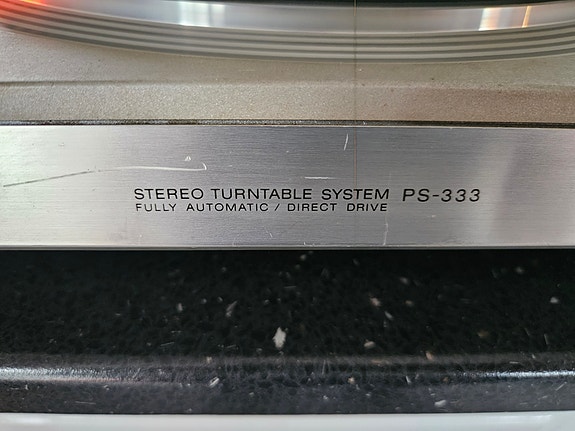 STEREO TURNTABLE SYSTEM PS-333
FULLY AUTOMATIC / DIRECT DRIVE